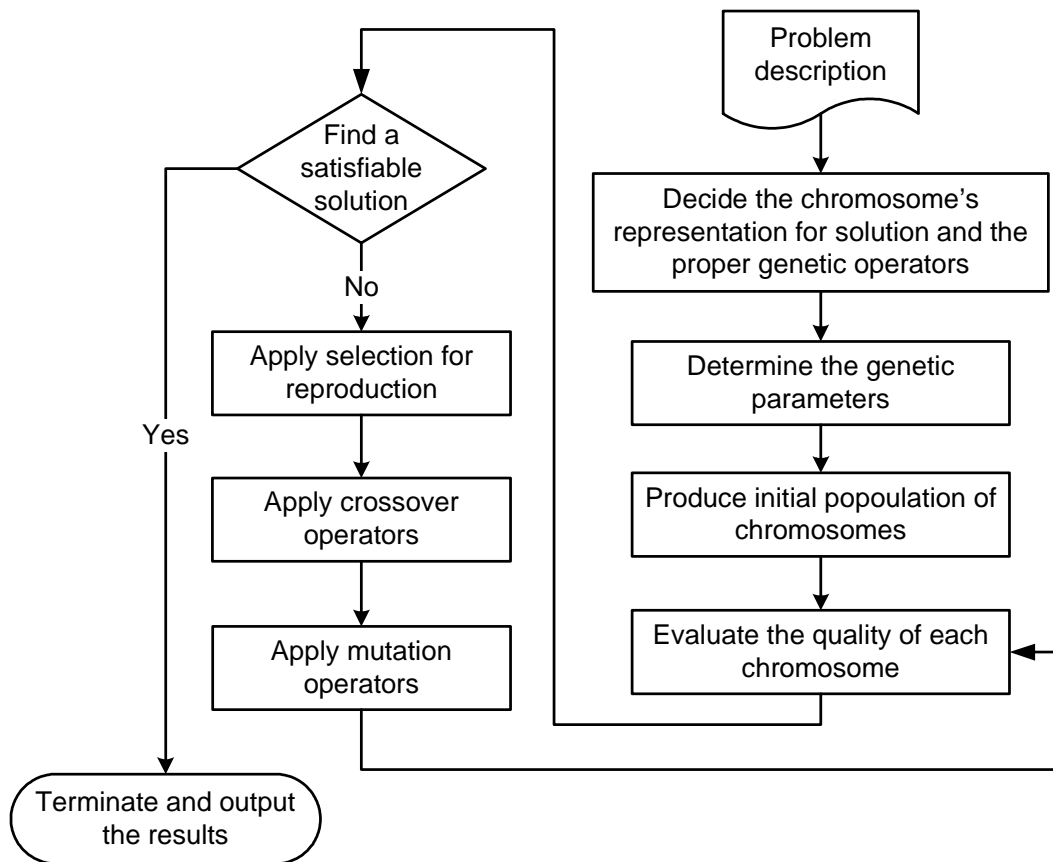 Problem
description
Decide the chromosome’s
representation for solution and the
proper genetic operators
Determine the genetic
parameters
Produce initial popoulation of
chromosomes
Evaluate the quality of each
chromosome
Find a
satisfiable
solution
No
Yes
Apply selection for
reproduction
Apply crossover
operators
Apply mutation
operators
Terminate and output
the results